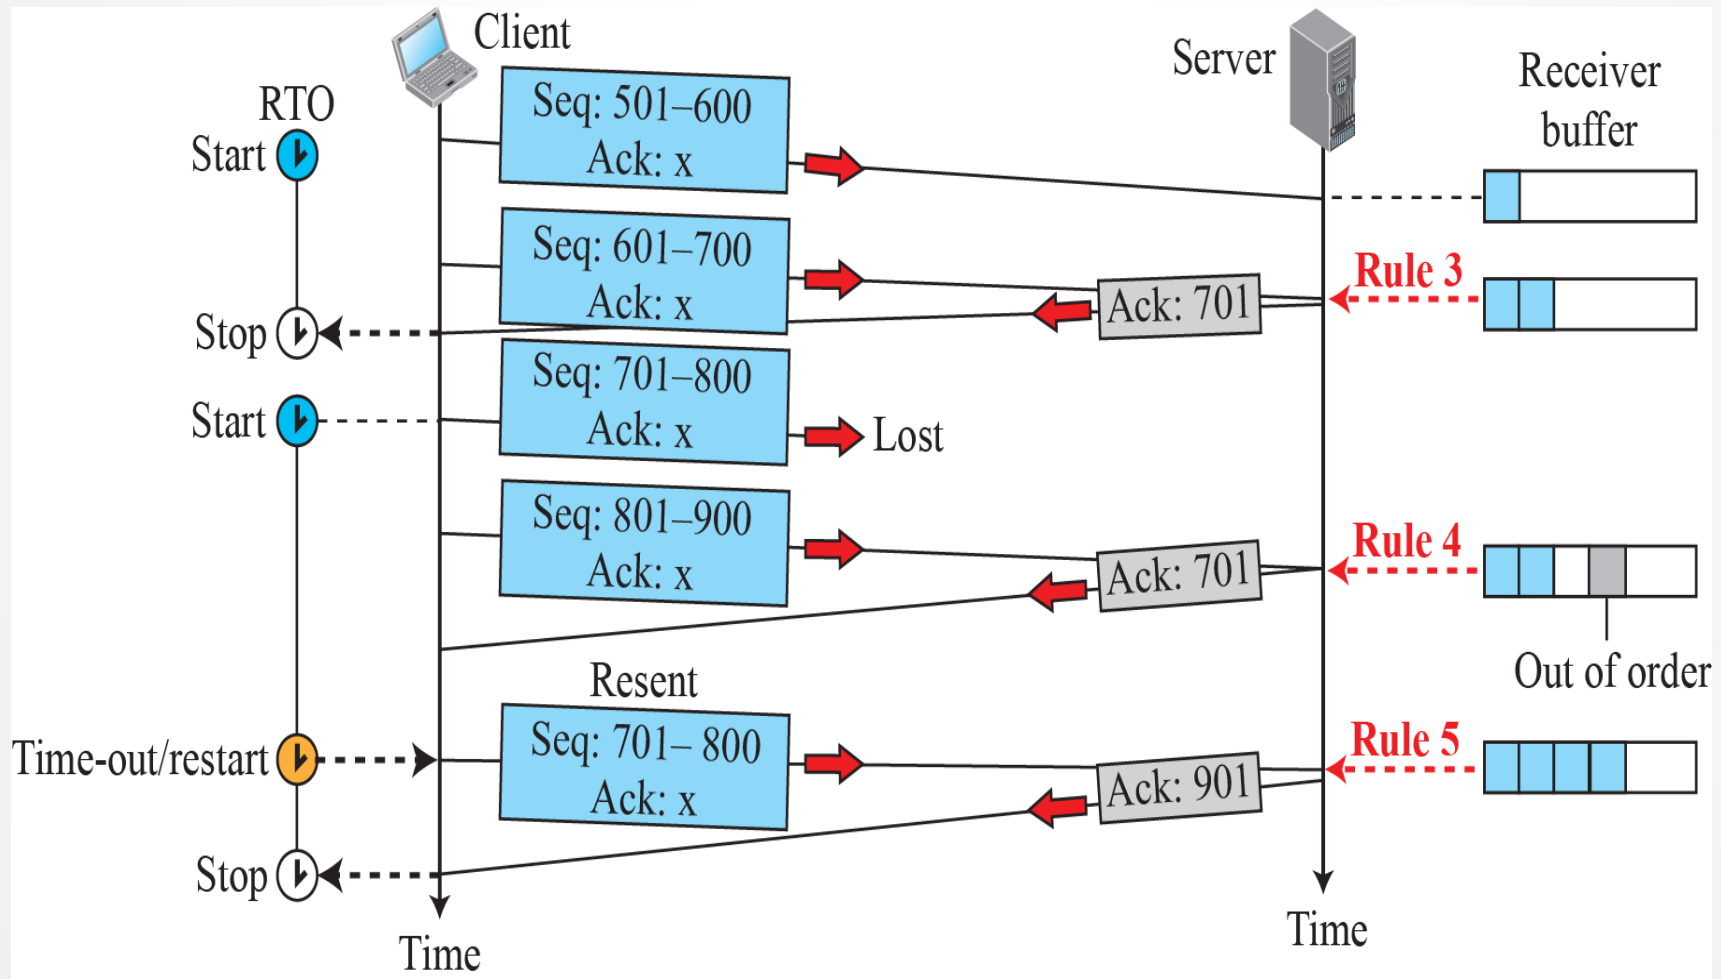 Client
Server
Receiver
buffer
RTO
Start
Seq: 501–600
Ack: x
Seq: 601–700
Ack: x
Rule 3
Ack: 701
Stop
Seq: 701–800
Ack: x
Start
Lost
Seq: 801–900
Ack: x
Rule 4
Ack: 701
Out of order
Resent
Seq: 701– 800
Ack: x
Rule 5
Time-out/restart
Ack: 901
Stop
Time
Time